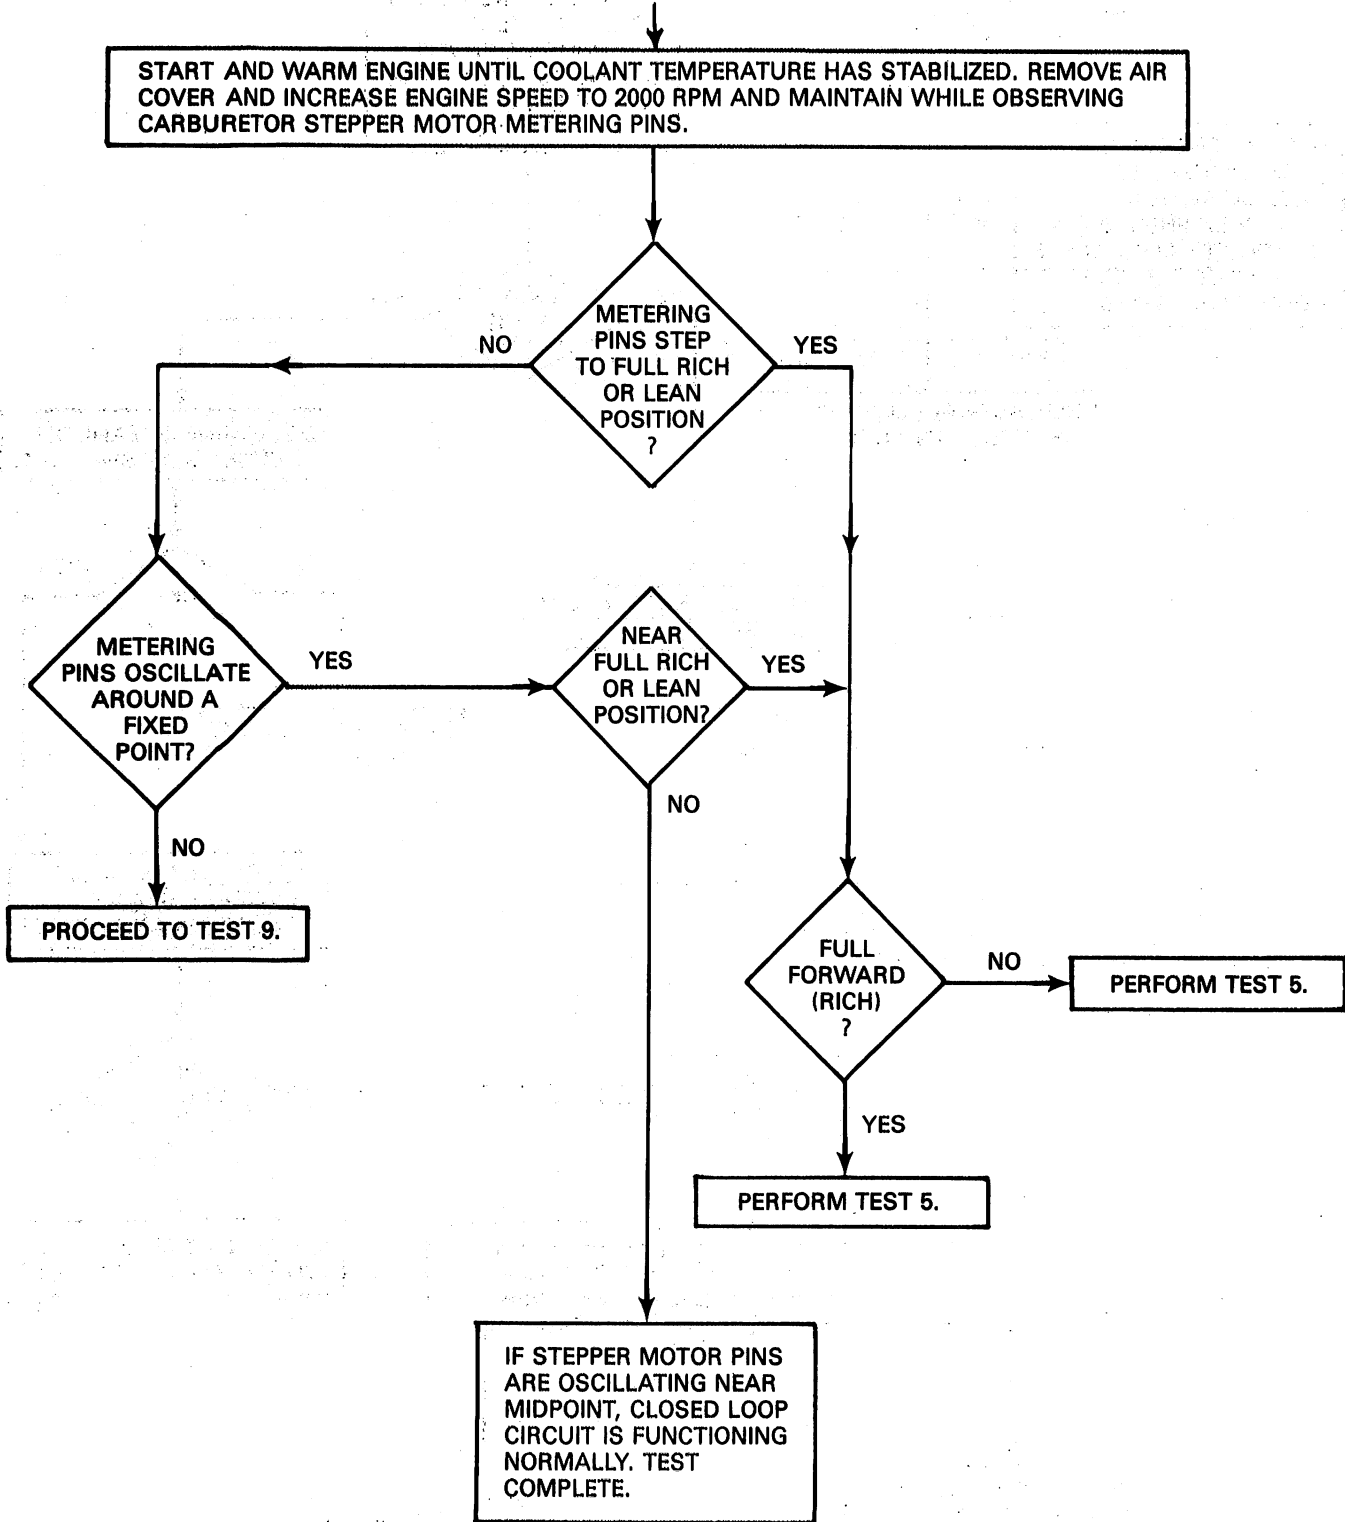 START AND WARM ENGINE UNTIL COOLANT TEMPERATURE HAS STABILIZED. REMOVE AIR
COVER AND INCREASE ENGINE SPEED TO 2000 RPM AND MAINTAIN WHILE OBSERVING
CARBURETOR STEPPER MOTOR METERING PINS.
METERING
PINS STEP
TO FULL RICH
OR LEAN
POSITION
?
NO
YES
METERING
PINS OSCILLATE
AROUND A
FIXED
POINT?
YES
NEAR
FULL RICH
OR LEAN
POSITION?
YES
NO
NO
PROCEED TO TEST 9.
FULL
FORWARD
(RICH)
?
NO
PERFORM TEST 5.
YES
PERFORM TEST 5.
IF STEPPER MOTOR PINS
ARE OSCILLATING NEAR
MIDPOINT, CLOSED LOOP
CIRCUIT IS FUNCTIONING
NORMALLY. TEST
COMPLETE.